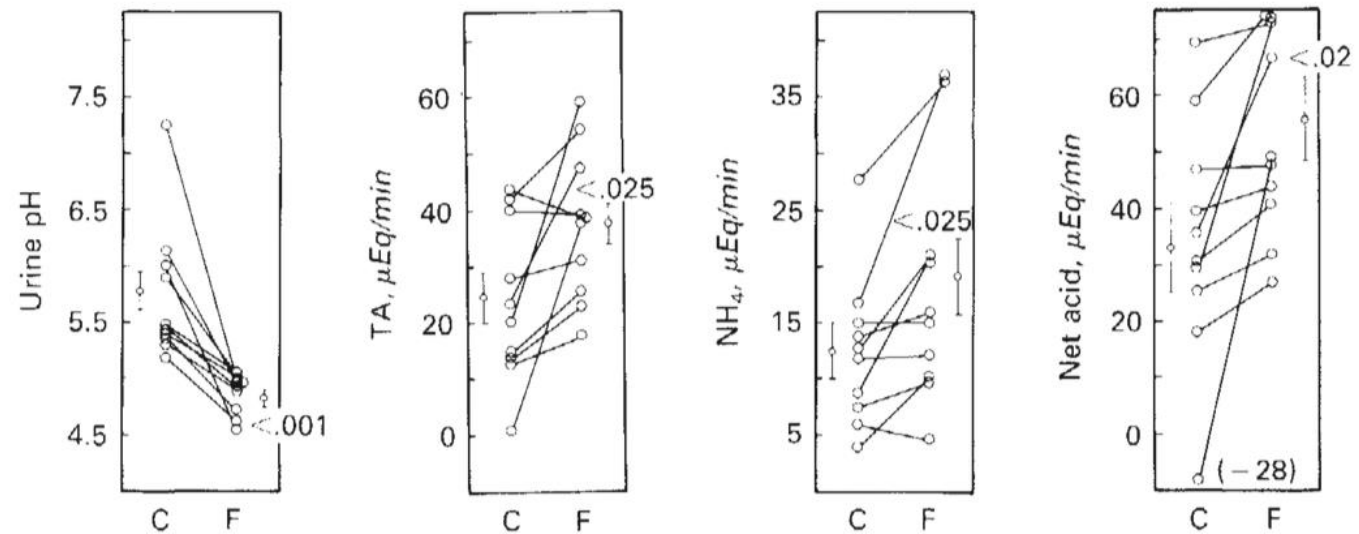 Urine pH
7.5
6.5
5.5
4.5
<.001
C F
TA, μEq/min
60
40
20
0
<.025
C F
NH₄, μEq/min
35
25
15
5
<.025
C F
Net acid, μEq/min
60
40
20
0
<.02
(−28)
C F